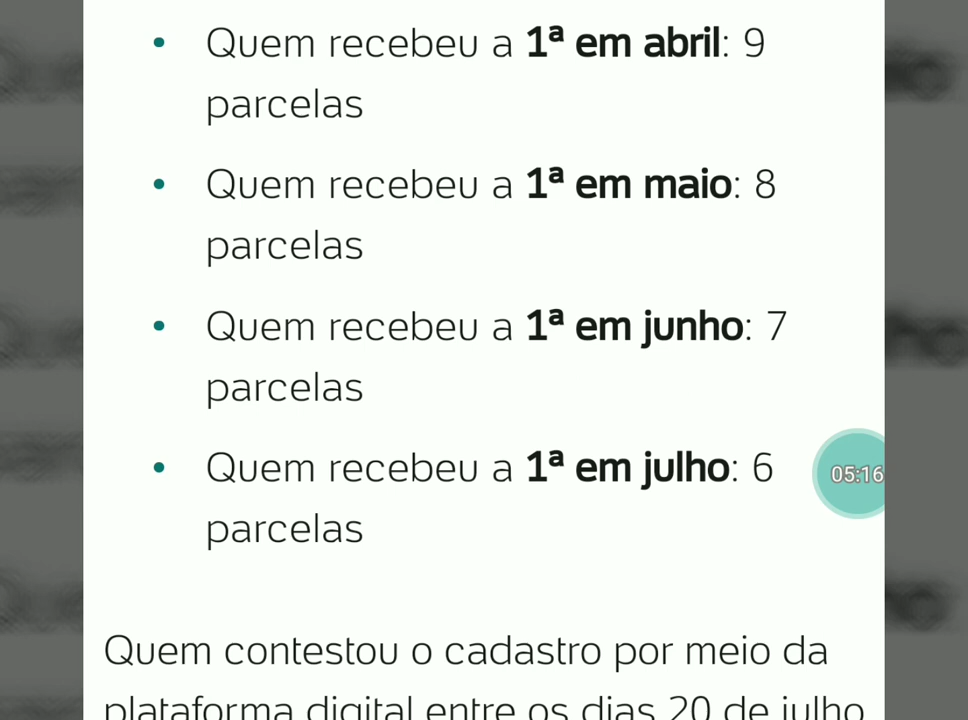 Quem recebeu a 1ª em abril: 9
parcelas
Quem recebeu a 1ª em maio: 8
parcelas
Quem recebeu a 1ª em junho: 7
parcelas
Quem recebeu a 1ª em julho: 6
05:16
parcelas
Quem contestou o cadastro por meio da
plataforma digital entre os dias 20 de julho